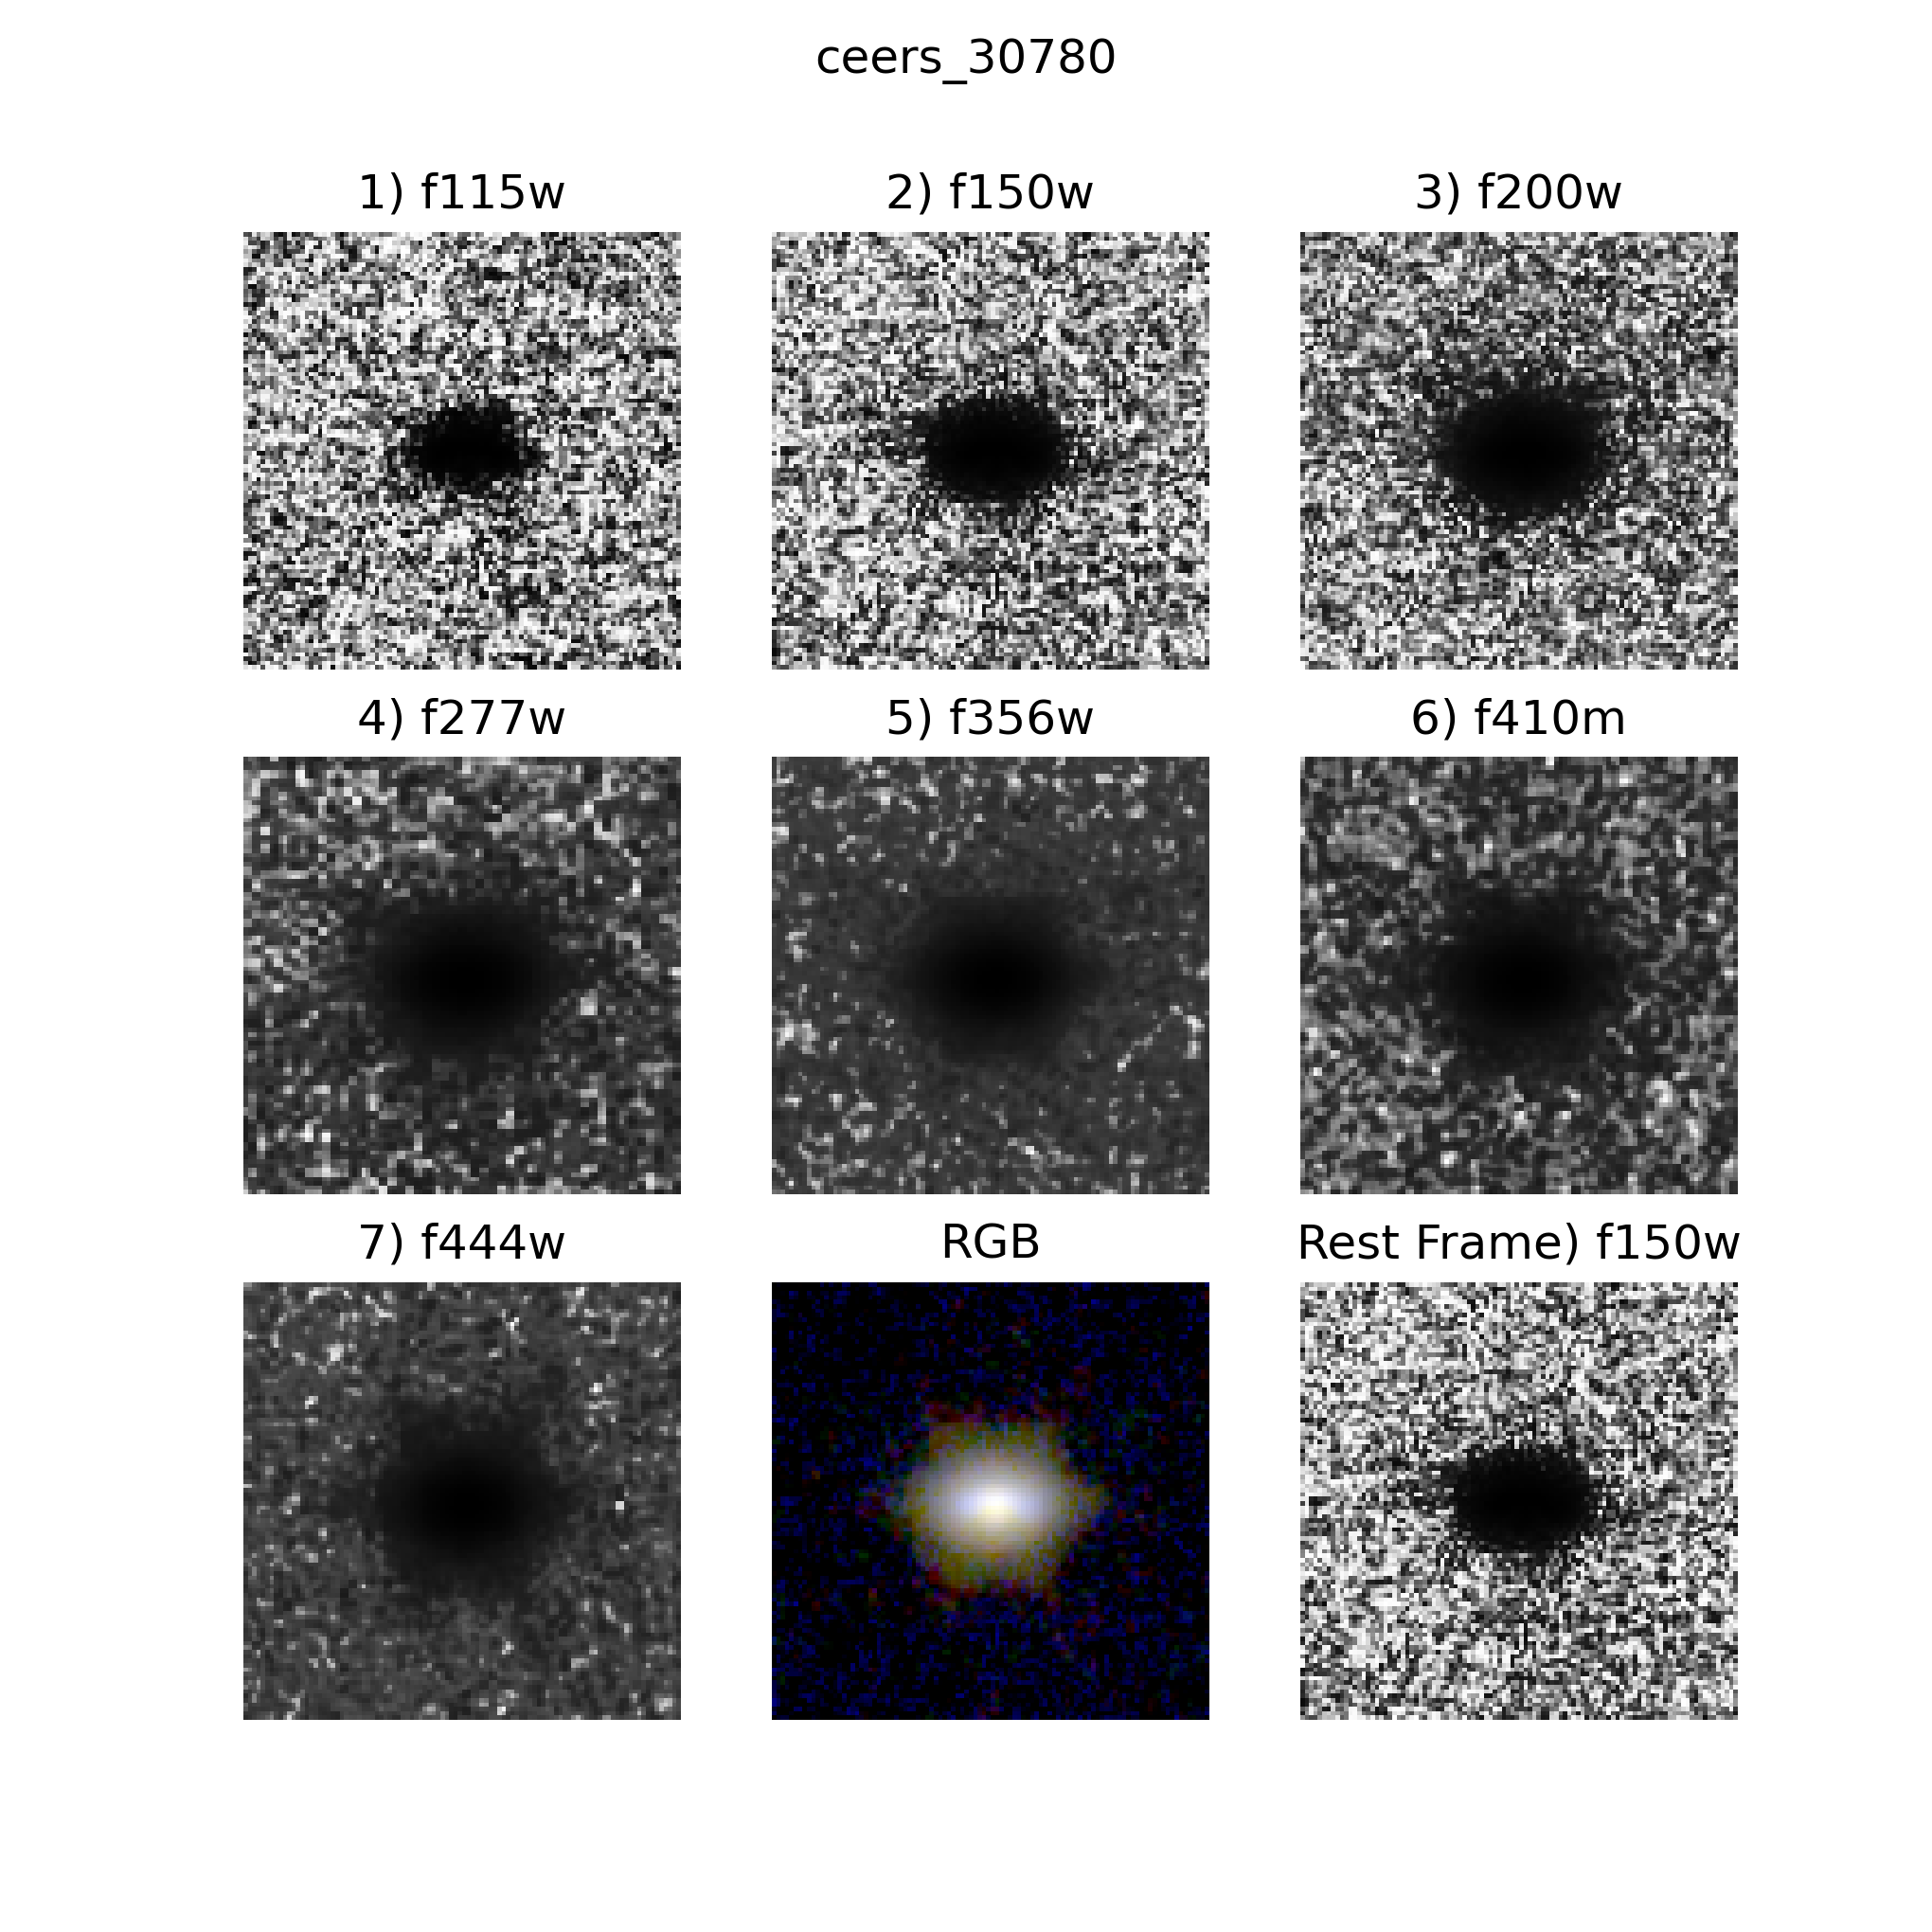 ceers_30780
1) f115w
2) f150w
3) f200w
4) f277w
5) f356w
6) f410m
7) f444w
RGB
Rest Frame) f150w